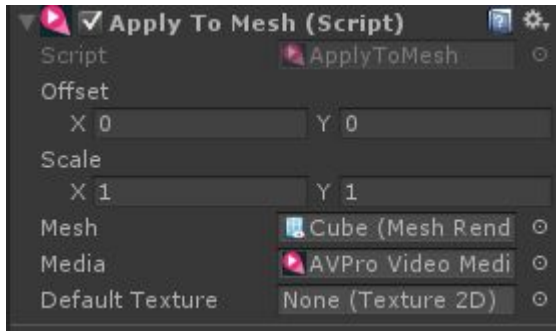 Apply To Mesh (Script)
Script ApplyToMesh
Offset
X 0 Y 0
Scale
X 1 Y 1
Mesh Cube (Mesh Rend
Media AVPro Video Medi
Default Texture None (Texture 2D)